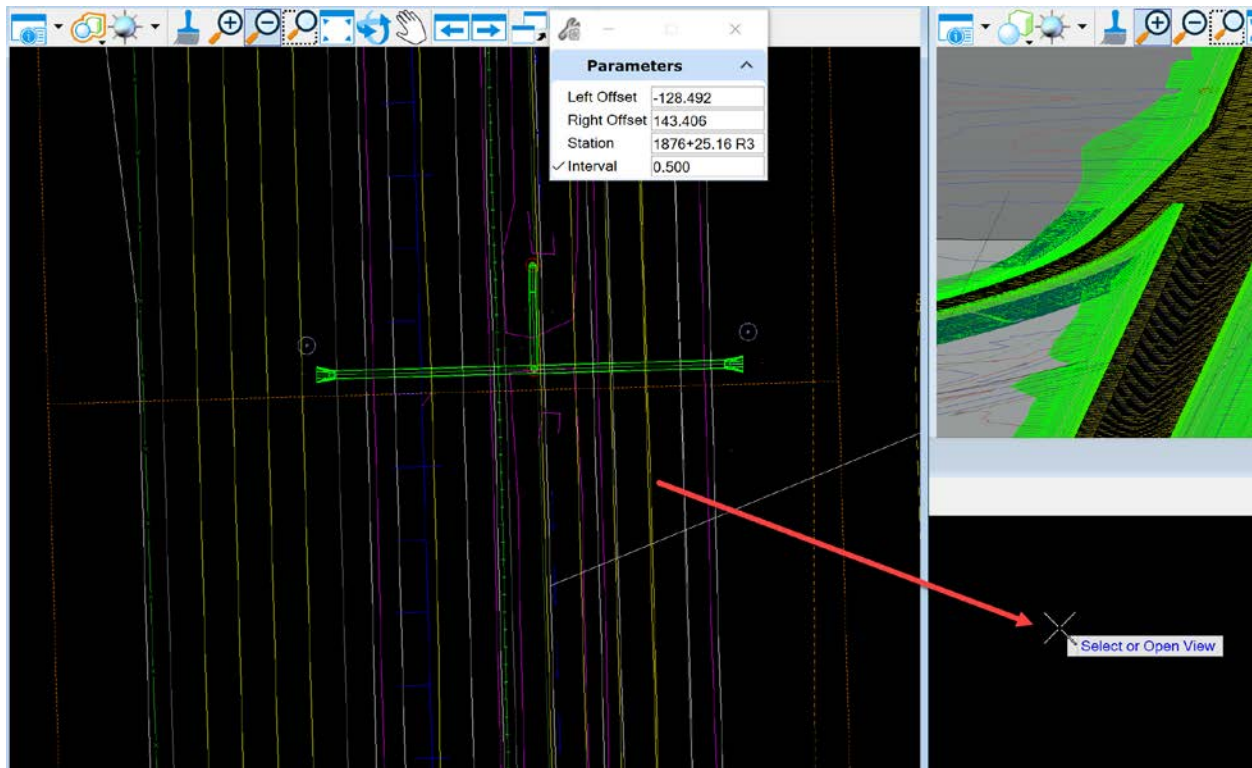 Parameters
Left Offset -128.492
Right Offset 143.406
Station 1876+25.16 R3
Interval 0.500
Select or Open View